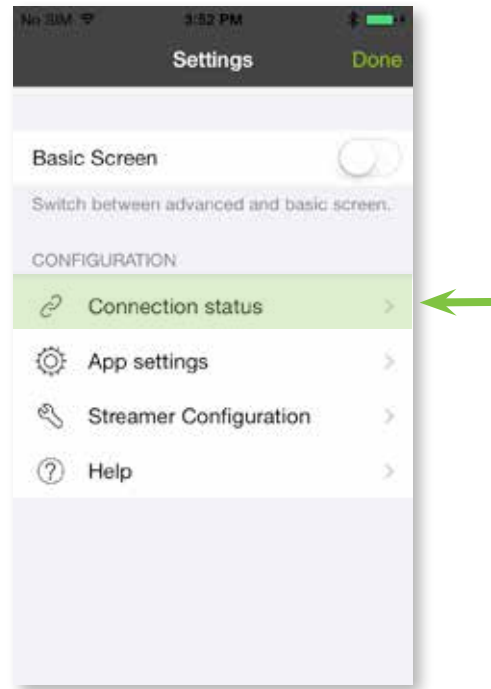 No SIM 3:52 PM
Settings Done
Basic Screen
Switch between advanced and basic screen.
CONFIGURATION
Connection status
App settings
Streamer Configuration
Help